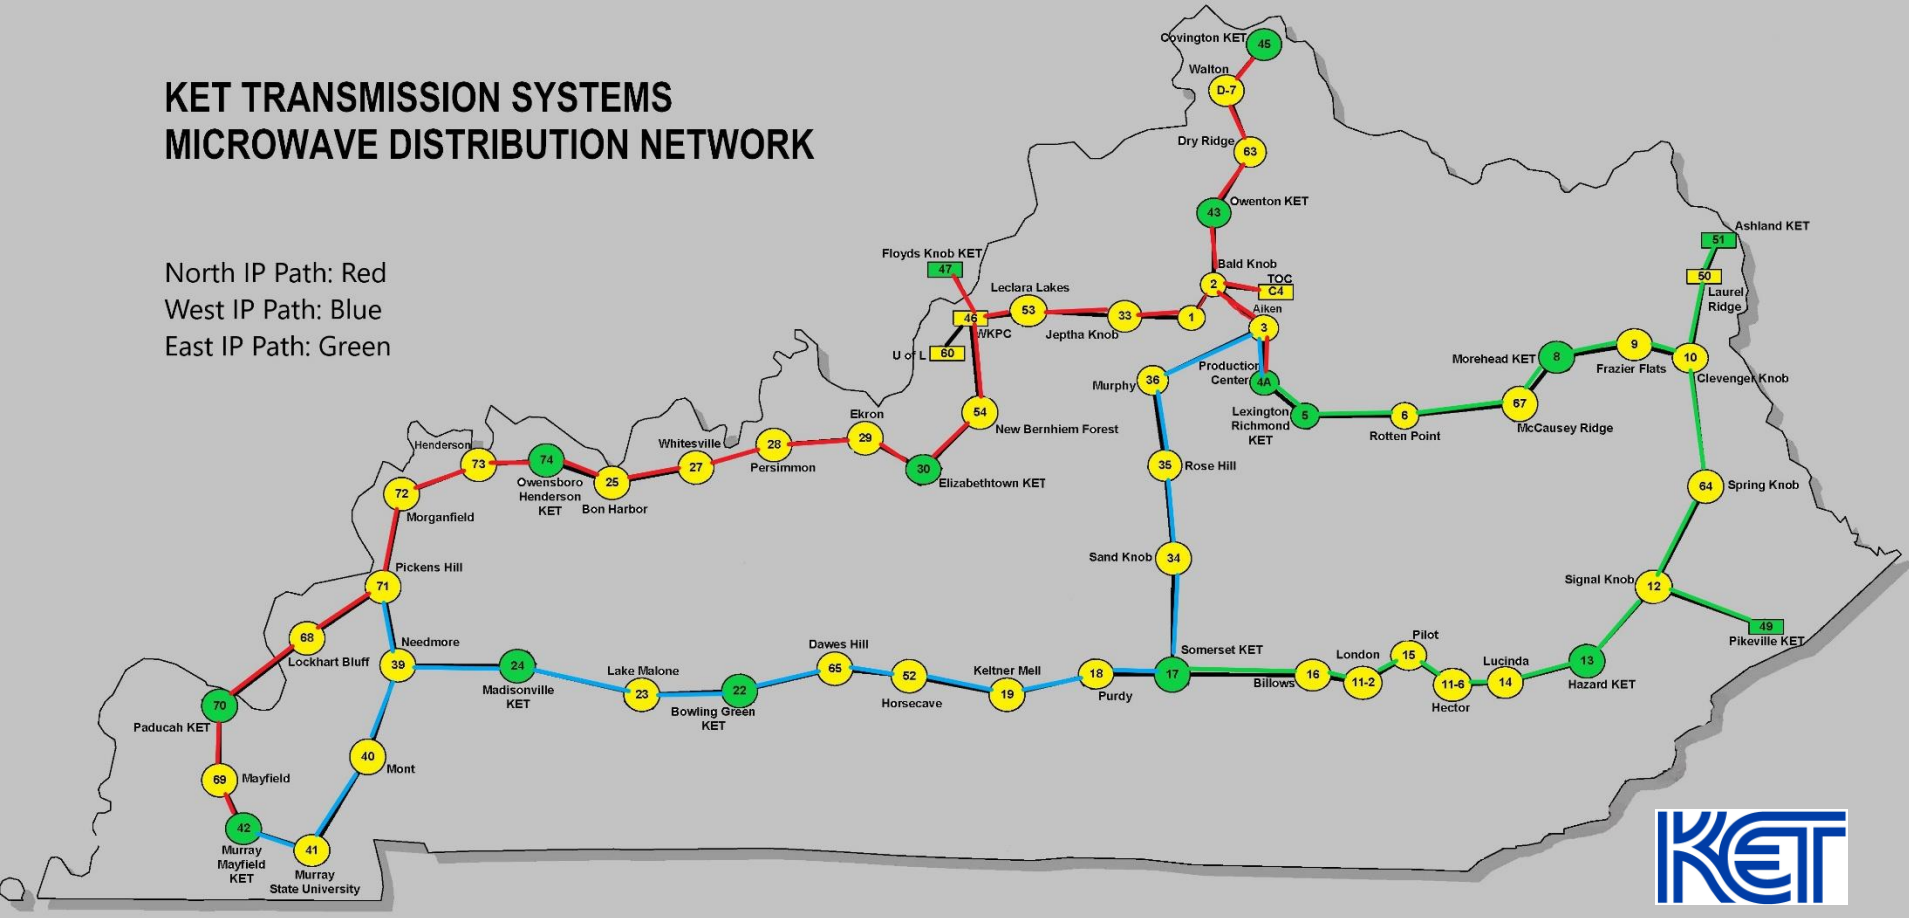 KET TRANSMISSION SYSTEMS
MICROWAVE DISTRIBUTION NETWORK
North IP Path: Red
West IP Path: Blue
East IP Path: Green
Covington KET
45
Walton
D-7
Dry Ridge
63
43
Owenton KET
Bald Knob
2
TOC
C4
Aiken
3
Floyds Knob KET
47
Leclara Lakes
53
46
WKPC
U of L
60
33
Jeptha Knob
1
Production
Center
4A
Murphy
36
Lexington
Richmond
KET
5
6
Rotten Point
67
McCausey Ridge
Morehead KET
8
9
Frazier Flats
10
Clevenger Knob
Ashland KET
51
50
Laurel
Ridge
54
New Bernhiem Forest
Ekron
29
30
Elizabethtown KET
28
Persimmon
Whitesville
27
25
Bon Harbor
74
Owensboro
Henderson
KET
Henderson
73
72
Morganfield
35
Rose Hill
64
Spring Knob
Sand Knob
34
Signal Knob
12
49
Pikeville KET
Pickens Hill
71
68
Lockhart Bluff
Needmore
39
24
Madisonville
KET
Lake Malone
23
22
Bowling Green
KET
Dawes Hill
65
52
Horsecave
Keltner Mell
19
18
Purdy
Somerset KET
17
Billows
16
London
11-2
Pilot
15
11-6
Hector
Lucinda
14
13
Hazard KET
70
Paducah KET
69
Mayfield
40
Mont
42
Murray
Mayfield
KET
41
Murray
State University
KET